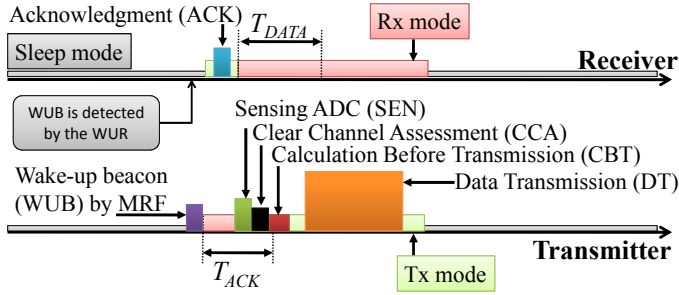 Acknowledgment (ACK)
T_DATA
Rx mode
Sleep mode
Receiver
WUB is detected
by the WUR
Sensing ADC (SEN)
Clear Channel Assessment (CCA)
Calculation Before Transmission (CBT)
Wake-up beacon
(WUB) by MRF
Data Transmission (DT)
Transmitter
T_ACK
Tx mode